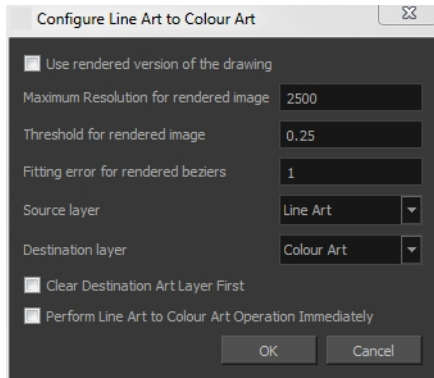 Configure Line Art to Colour Art
Use rendered version of the drawing
Maximum Resolution for rendered image 2500
Threshold for rendered image 0.25
Fitting error for rendered beziers 1
Source layer Line Art
Destination layer Colour Art
Clear Destination Art Layer First
Perform Line Art to Colour Art Operation Immediately
OK Cancel